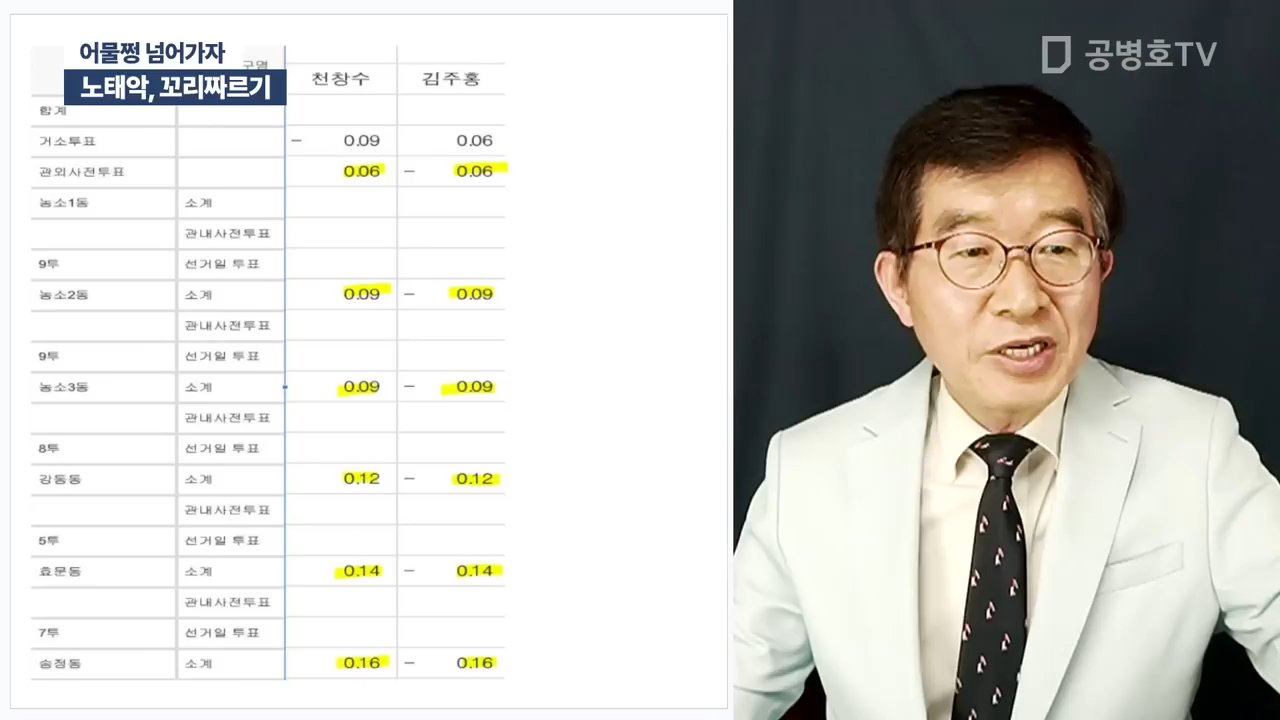 어물쩡 넘어가자
노태악, 꼬리짜르기
공병호TV
구명
천창수 김주홍
합계
거소투표 - 0.09 0.06
관외사전투표 0.06 - 0.06
농소1동 소계
관내사전투표
9투 선거일 투표
농소2동 소계 0.09 - 0.09
관내사전투표
9투 선거일 투표
농소3동 소계 0.09 - 0.09
관내사전투표
8투 선거일 투표
강동동 소계 0.12 - 0.12
관내사전투표
5투 선거일 투표
효문동 소계 0.14 - 0.14
관내사전투표
7투 선거일 투표
송정동 소계 0.16 - 0.16